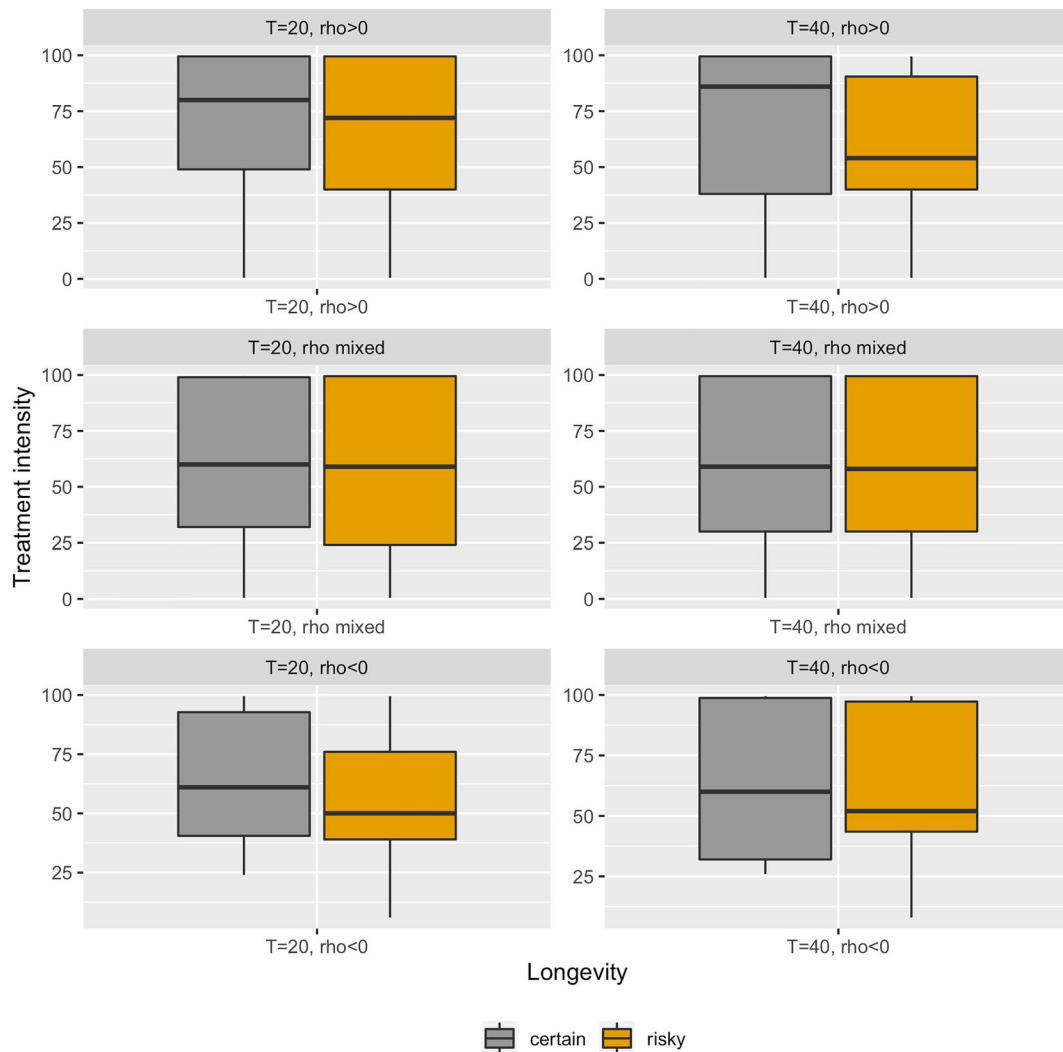 T=20, rho>0
T=40, rho>0
100
75
50
25
0
100
75
50
25
0
T=20, rho>0
T=40, rho>0
T=20, rho mixed
T=40, rho mixed
Treatment intensity
100
75
50
25
0
100
75
50
25
0
T=20, rho mixed
T=40, rho mixed
T=20, rho<0
T=40, rho<0
100
75
50
25
100
75
50
25
T=20, rho<0
T=40, rho<0
Longevity
certain
risky